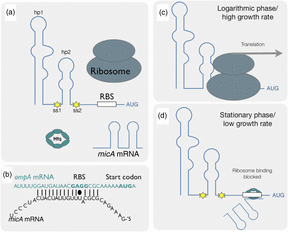 (a)
hp1
hp2
Ribosome
RBS
ss1
ss2
AUG
Hfq
micA mRNA
(b)
ompA mRNA
RBS
Start codon
AUUUUGGAUGAUAACGAGGCGCAAAAAAUGA
micA mRNA
(c)
Logarithmic phase/
high growth rate
Translation
AUG
(d)
Stationary phase/
low growth rate
Ribosome binding
blocked
AUG